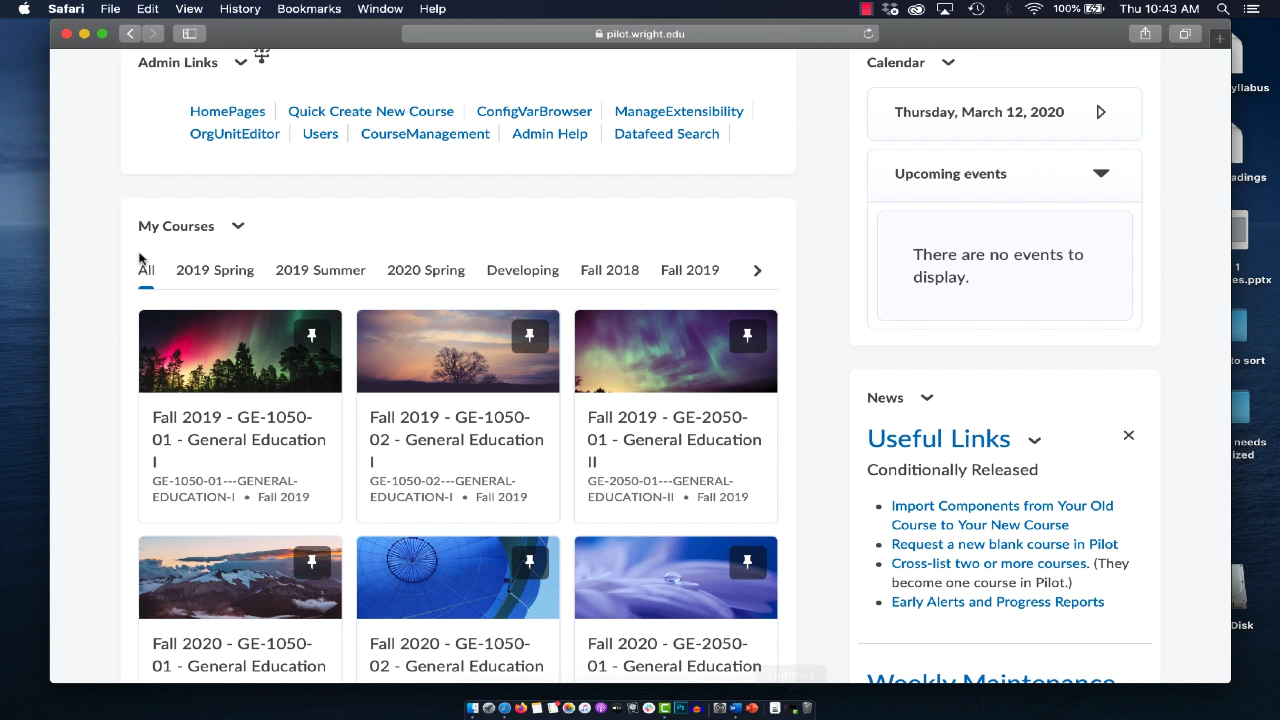 Safari File Edit View History Bookmarks Window Help
100% Thu 10:43 AM
pilot.wright.edu
Admin Links
HomePages Quick Create New Course ConfigVarBrowser ManageExtensibility
OrgUnitEditor Users CourseManagement Admin Help Datafeed Search
My Courses
All 2019 Spring 2019 Summer 2020 Spring Developing Fall 2018 Fall 2019
Fall 2019 - GE-1050-
01 - General Education
I
GE-1050-01---GENERAL-
EDUCATION-I • Fall 2019
Fall 2019 - GE-1050-
02 - General Education
I
GE-1050-02---GENERAL-
EDUCATION-I • Fall 2019
Fall 2019 - GE-2050-
01 - General Education
II
GE-2050-01---GENERAL-
EDUCATION-II • Fall 2019
Fall 2020 - GE-1050-
01 - General Education
Fall 2020 - GE-1050-
02 - General Education
Fall 2020 - GE-2050-
01 - General Education
Calendar
Thursday, March 12, 2020
Upcoming events
There are no events to
display.
News
Useful Links
Conditionally Released
Import Components from Your Old
Course to Your New Course
Request a new blank course in Pilot
Cross-list two or more courses. (They
become one course in Pilot.)
Early Alerts and Progress Reports
Weekly Maintenance
yllabus
adings
1
es.pptx
to sort
needs
ized
Disk